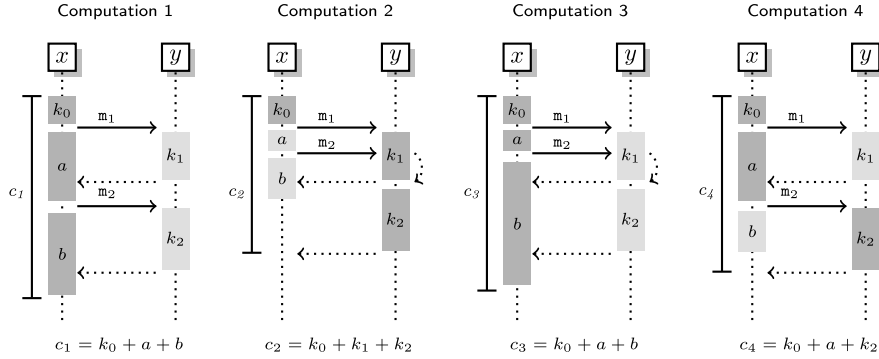 Computation 1 Computation 2 Computation 3 Computation 4
x y x y x y x y
k₀ k₀ k₀ k₀
m₁ m₁ m₁ m₁
a k₁ a k₁ a k₁ a k₁
m₂ m₂
c₁ b c₂ c₃ c₄
m₂ m₂
b k₂ k₂ b k₂ b k₂
c₁ = k₀ + a + b c₂ = k₀ + k₁ + k₂ c₃ = k₀ + a + b c₄ = k₀ + a + k₂